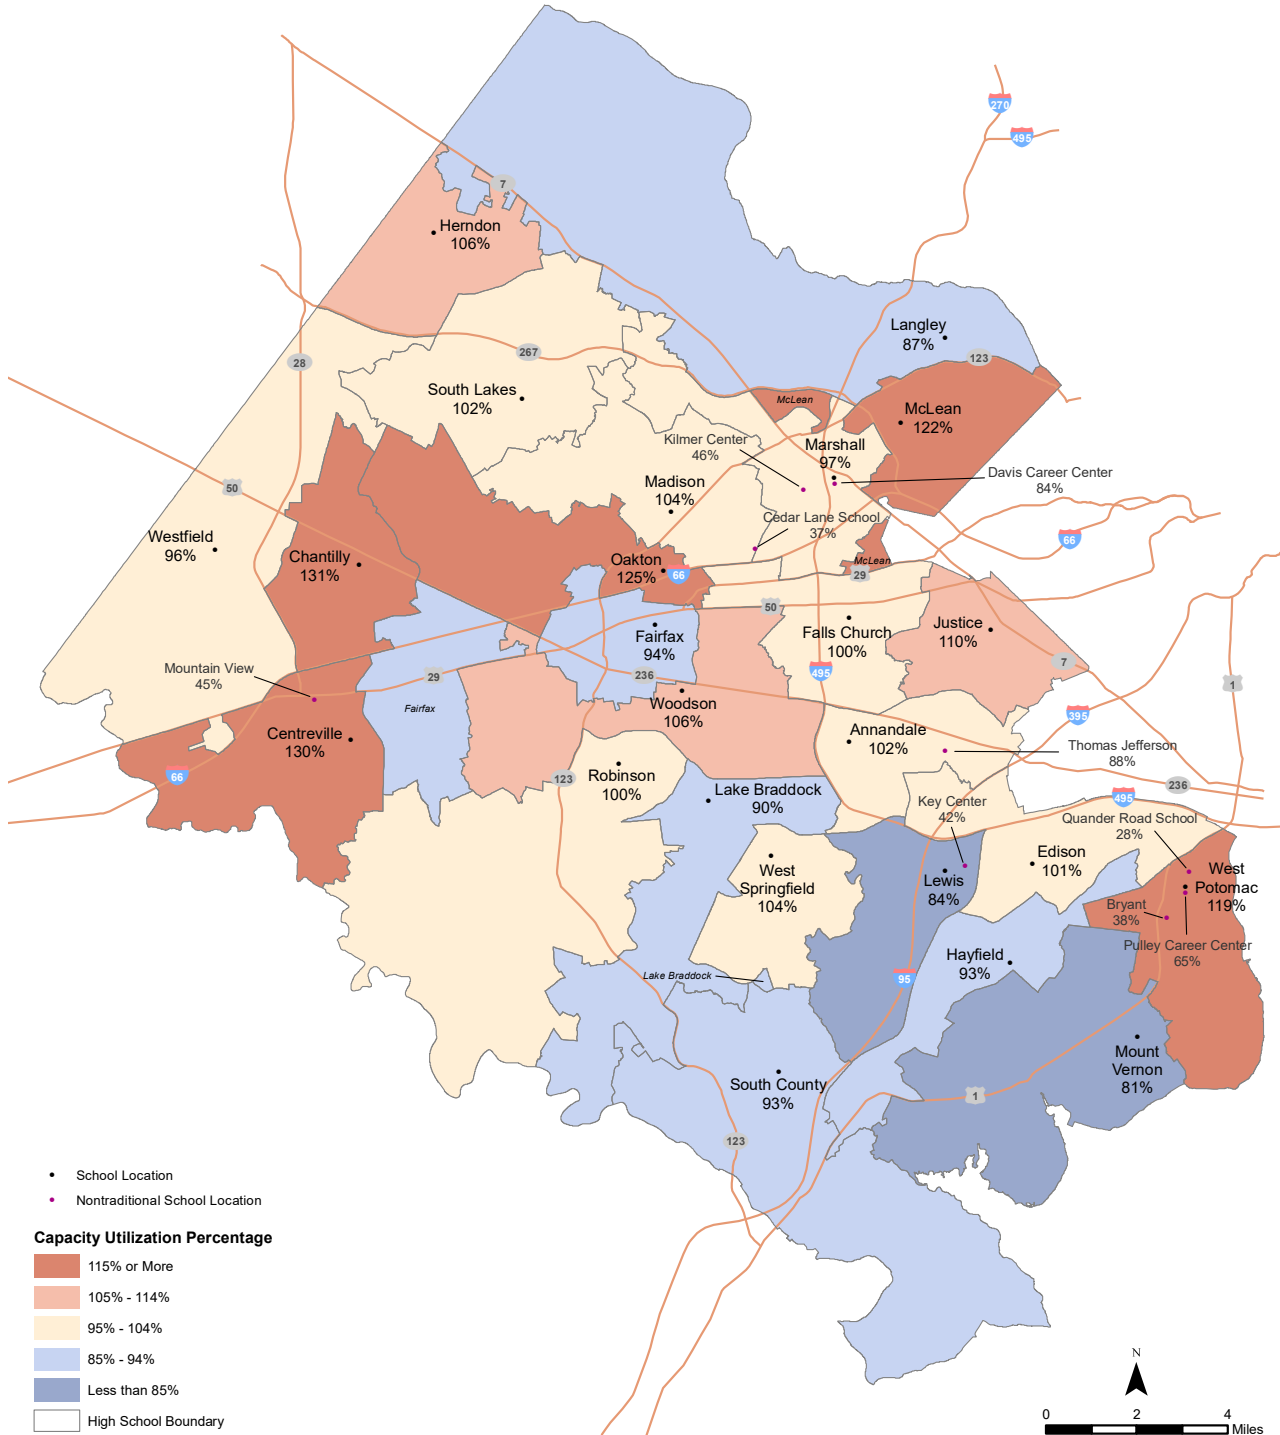 270
495
7
Herndon
106%
Langley
87%
123
28
267
South Lakes
102%
McLean
McLean
122%
Kilmer Center
46%
Marshall
97%
Davis Career Center
84%
50
Madison
104%
Cedar Lane School
37%
Westfield
96%
Chantilly
131%
Oakton
125%
66
McLean
29
66
50
Fairfax
94%
Falls Church
100%
Justice
110%
7
Mountain View
45%
29
236
495
1
Fairfax
Woodson
106%
395
Centreville
130%
Annandale
102%
Thomas Jefferson
88%
66
123
Robinson
100%
Lake Braddock
90%
Key Center
42%
495
236
Quander Road School
28%
West
Springfield
104%
Lewis
84%
Edison
101%
West
Potomac
119%
Bryant
38%
Pulley Career Center
65%
Hayfield
93%
Lake Braddock
95
Mount
Vernon
81%
South County
93%
1
123
School Location
Nontraditional School Location
Capacity Utilization Percentage
115% or More
105% - 114%
95% - 104%
85% - 94%
Less than 85%
High School Boundary
N
0 2 4
Miles